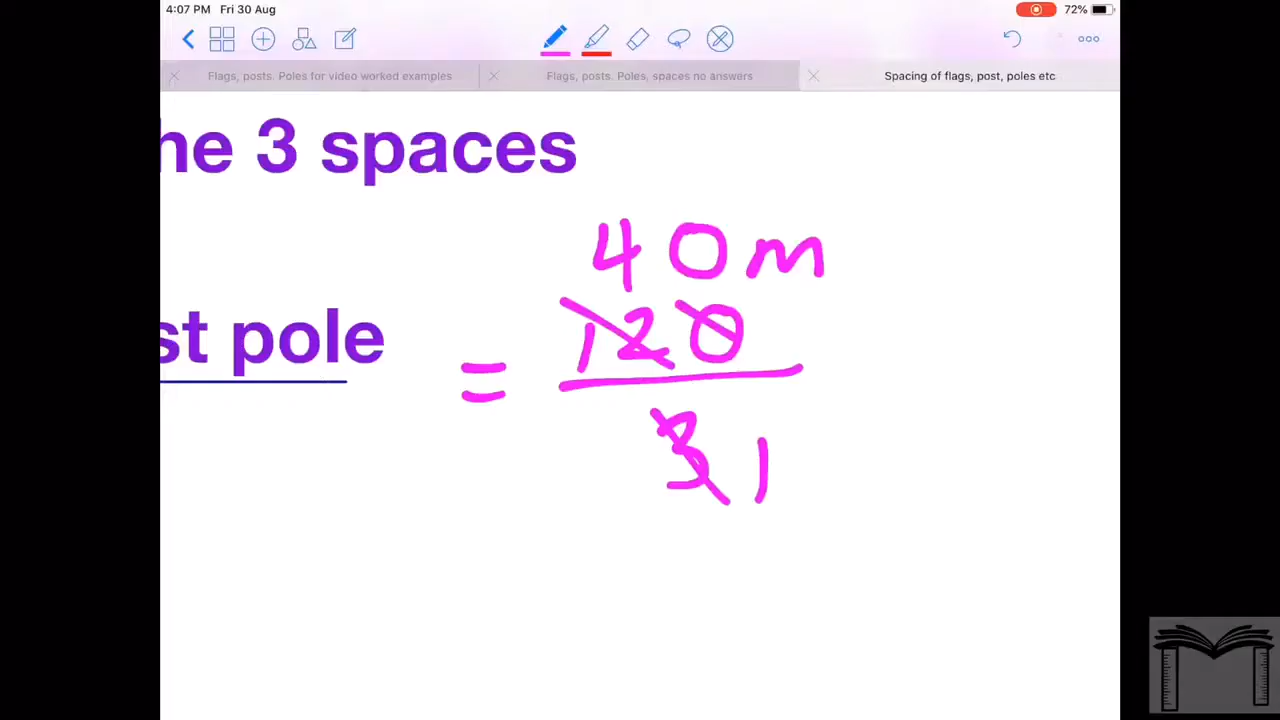 4:07 PM Fri 30 Aug 72%
Flags, posts. Poles for video worked examples
Flags, posts. Poles, spaces no answers
Spacing of flags, post, poles etc
he 3 spaces
st pole
40m
= 120
3 1